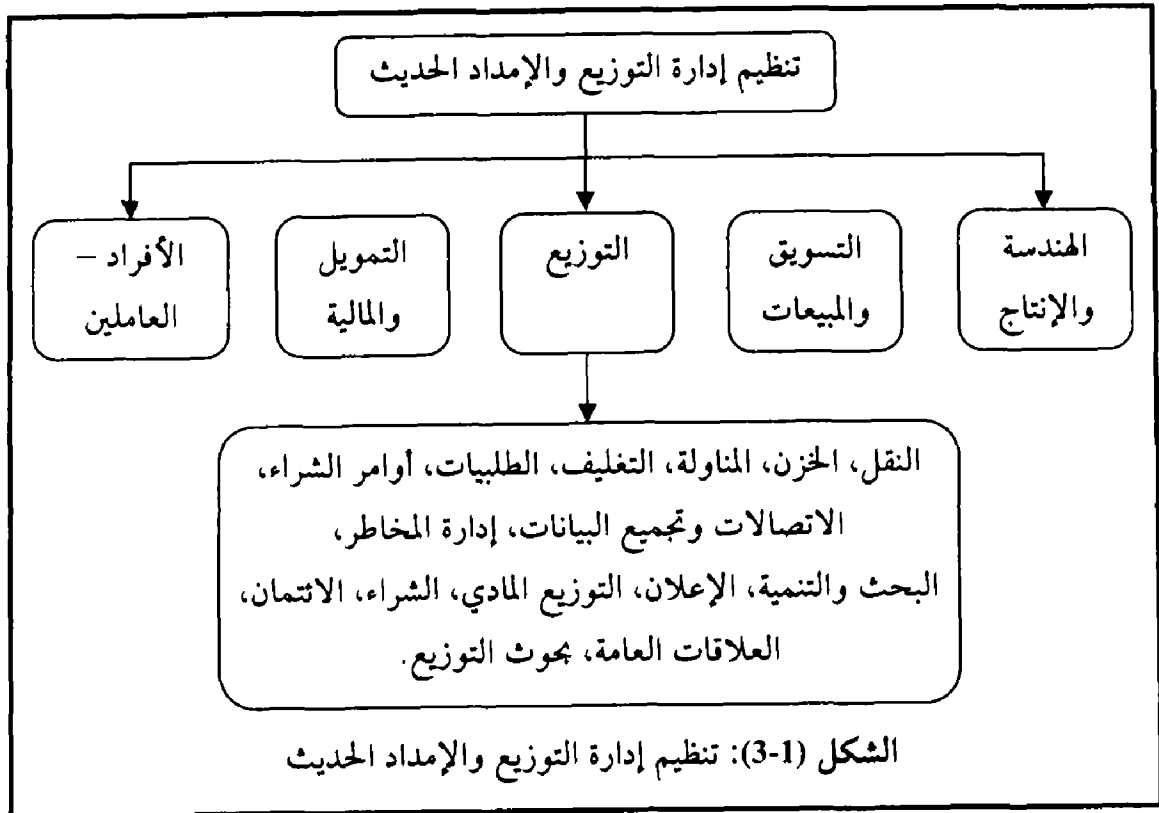 تنظيم إدارة التوزيع والإمداد الحديث
الهندسة
والإنتاج
التسويق
والمبيعات
التوزيع
التمويل
والمالية
الأفراد –
العاملين
النقل، الخزن، المناولة، التغليف، الطلبيات، أوامر الشراء،
الاتصالات وتجميع البيانات، إدارة المخاطر،
البحث والتنمية، الإعلان، التوزيع المادي، الشراء، الائتمان،
العلاقات العامة، بحوث التوزيع.
الشكل (1-3): تنظيم إدارة التوزيع والإمداد الحديث